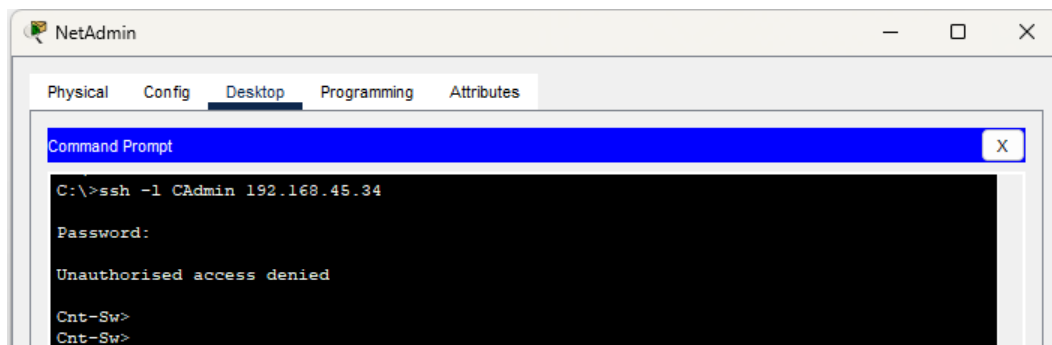 NetAdmin
Physical Config Desktop Programming Attributes
Command Prompt
X
C:\>ssh -l CAdmin 192.168.45.34
Password:
Unauthorised access denied
Cnt-Sw>
Cnt-Sw>